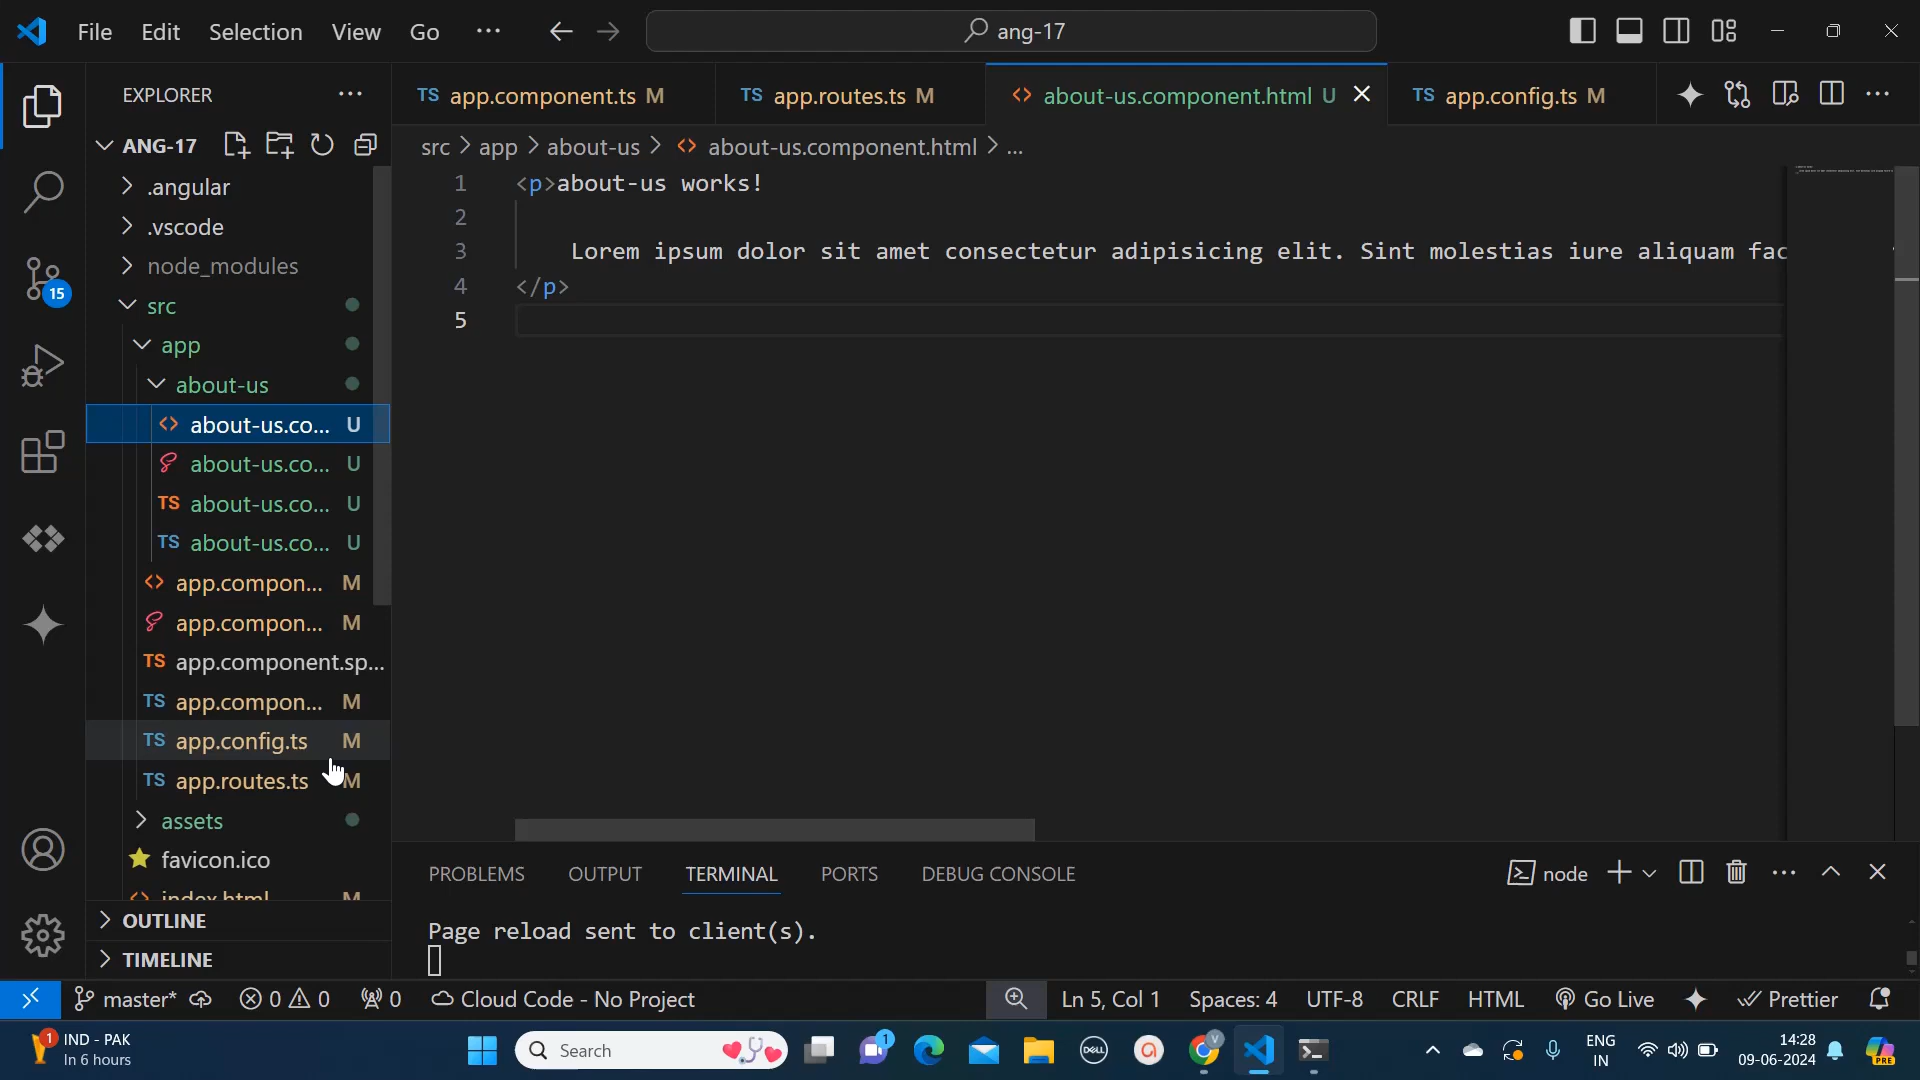 File Edit Selection View Go ··· ang-17
EXPLORER ···
ANG-17
.angular
.vscode
node_modules
src
app
about-us
about-us.co... U
about-us.co... U
TS about-us.co... U
TS about-us.co... U
app.compon... M
app.compon... M
TS app.component.sp...
TS app.compon... M
TS app.config.ts M
TS app.routes.ts M
assets
favicon.ico
index.html M
OUTLINE
TIMELINE
TS app.component.ts M TS app.routes.ts M about-us.component.html U TS app.config.ts M
src > app > about-us > about-us.component.html > ...
1 <p>about-us works!
2
3 Lorem ipsum dolor sit amet consectetur adipisicing elit. Sint molestias iure aliquam fac
4 </p>
5
PROBLEMS OUTPUT TERMINAL PORTS DEBUG CONSOLE node
Page reload sent to client(s).
15
master* 0 0 0 Cloud Code - No Project Ln 5, Col 1 Spaces: 4 UTF-8 CRLF HTML Go Live Prettier
1 IND - PAK
In 6 hours
Search
1
DELL
a
V
ENG
IN
14:28
09-06-2024
PRE